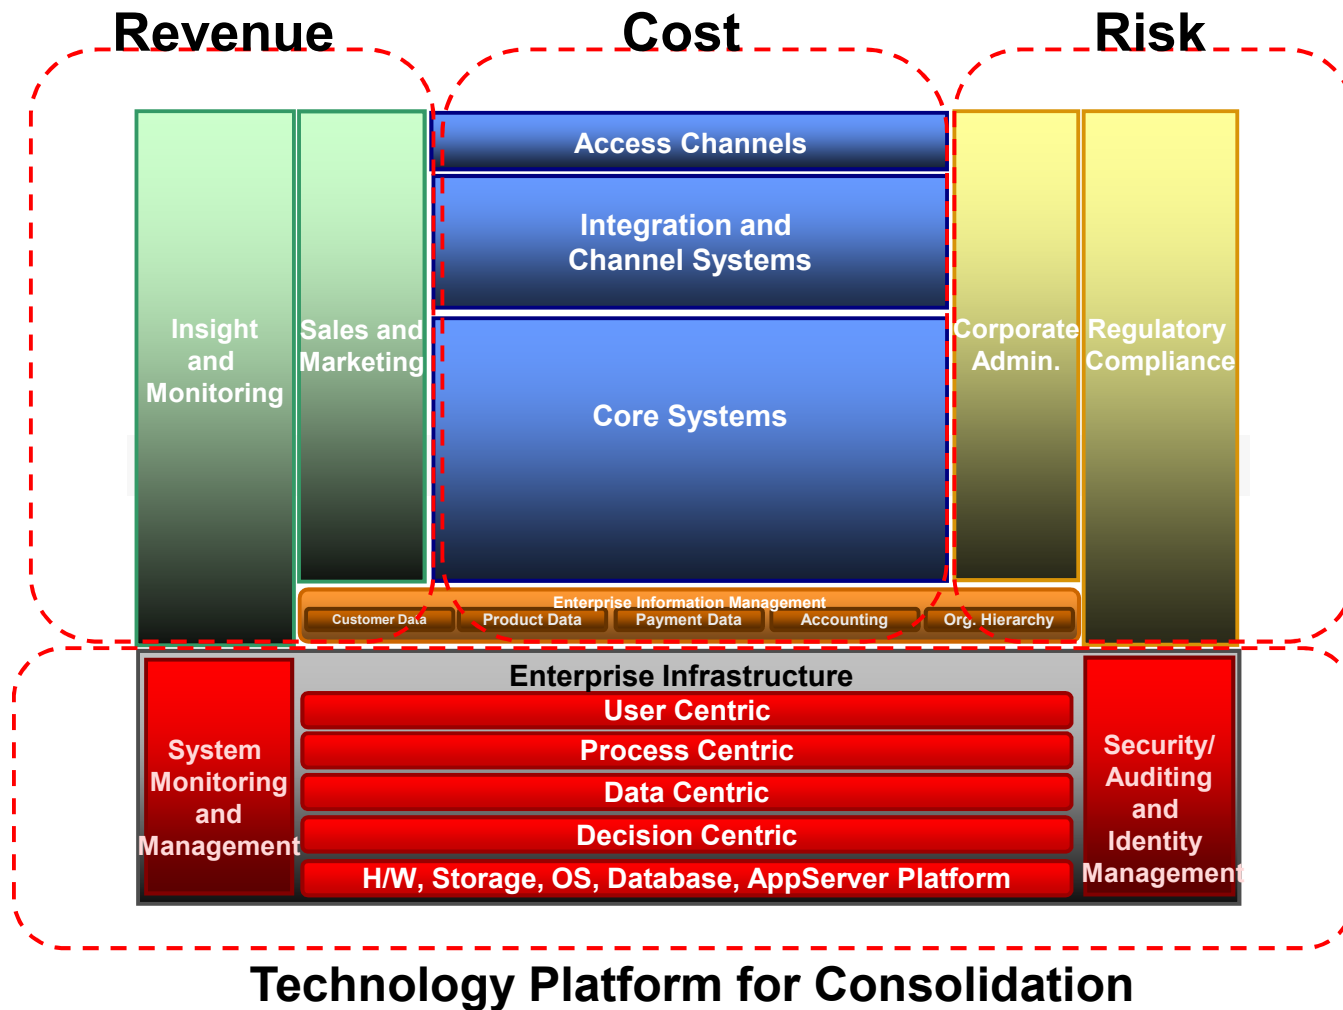 Revenue
Cost
Risk
Access Channels
Integration and
Channel Systems
Insight
and
Monitoring
Sales and
Marketing
Core Systems
Corporate
Admin.
Regulatory
Compliance
Enterprise Information Management
Customer Data
Product Data
Payment Data
Accounting
Org. Hierarchy
Enterprise Infrastructure
System
Monitoring
and
Management
User Centric
Process Centric
Data Centric
Decision Centric
H/W, Storage, OS, Database, AppServer Platform
Security/
Auditing
and
Identity
Management
Technology Platform for Consolidation